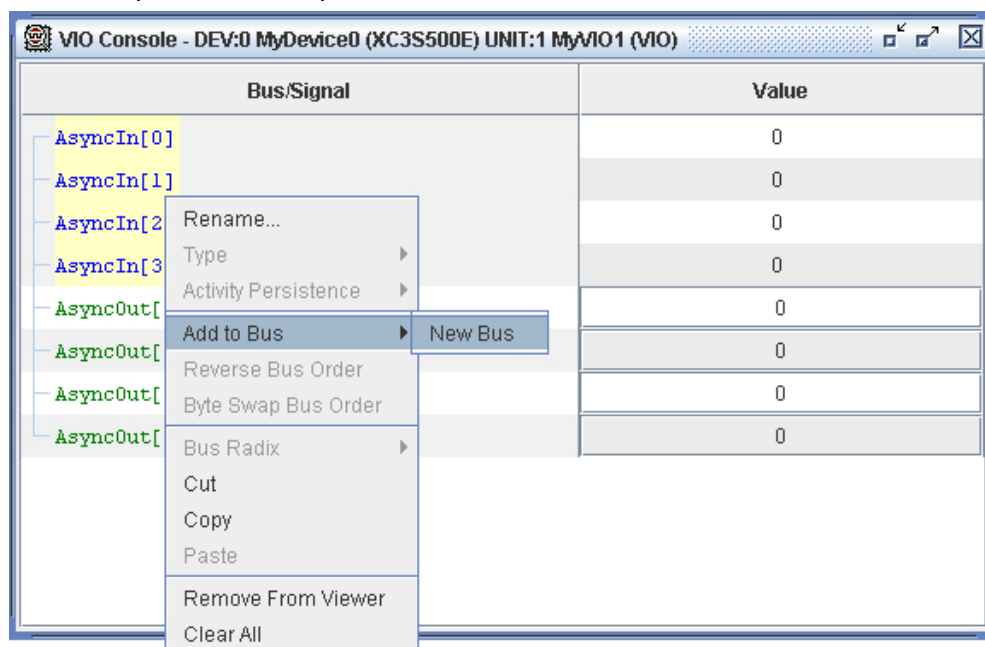 VIO Console - DEV:0 MyDevice0 (XC3S500E) UNIT:1 MyVIO1 (VIO)
Bus/Signal Value
AsyncIn[0] 0
AsyncIn[1] 0
AsyncIn[2 0
AsyncIn[3 0
AsyncOut[ 0
AsyncOut[ 0
AsyncOut[ 0
AsyncOut[ 0
Rename...
Type
Activity Persistence
Add to Bus New Bus
Reverse Bus Order
Byte Swap Bus Order
Bus Radix
Cut
Copy
Paste
Remove From Viewer
Clear All